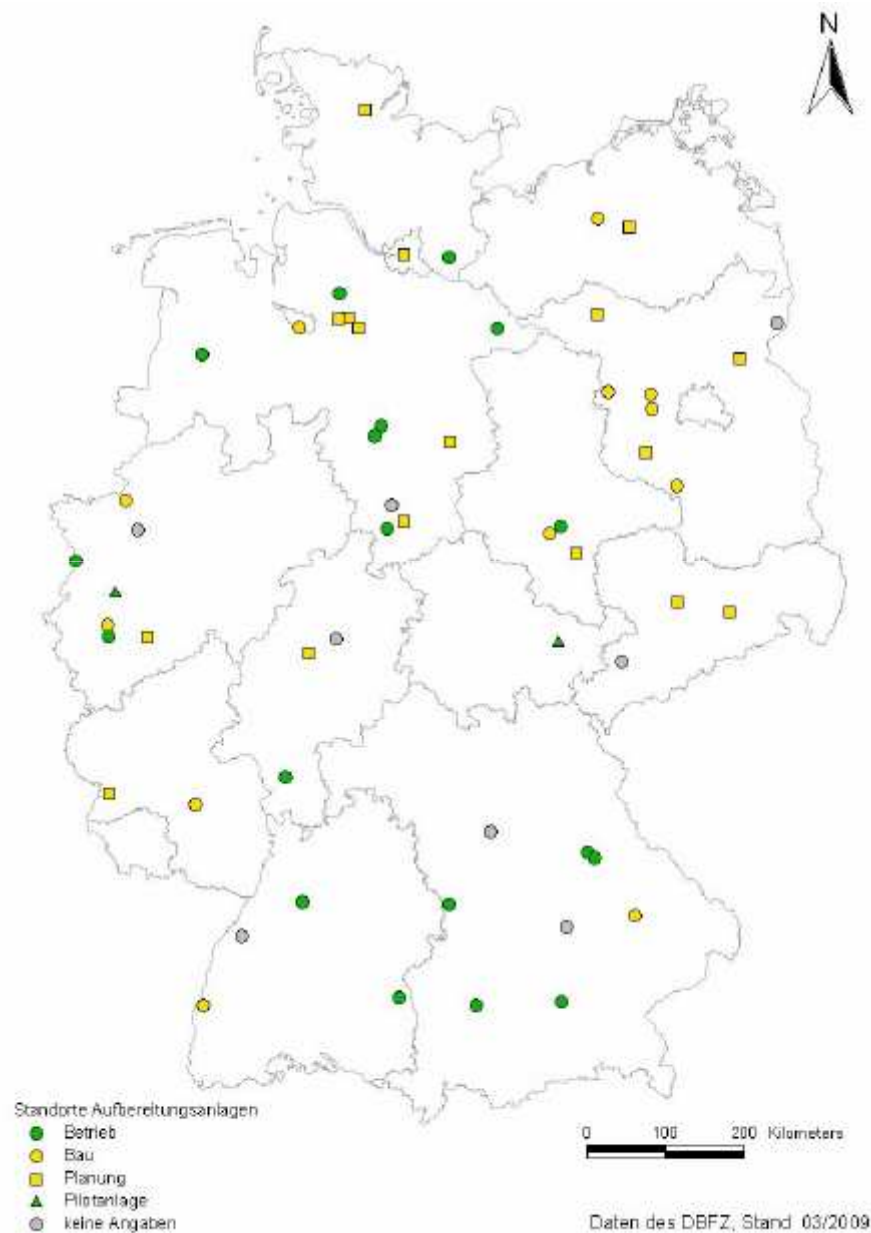 N
Standorte Aufbereitungsanlagen
Betrieb
Bau
Planung
Pilotanlage
keine Angaben
0 100 200 Kilometers
Daten des DBFZ, Stand 03/2009